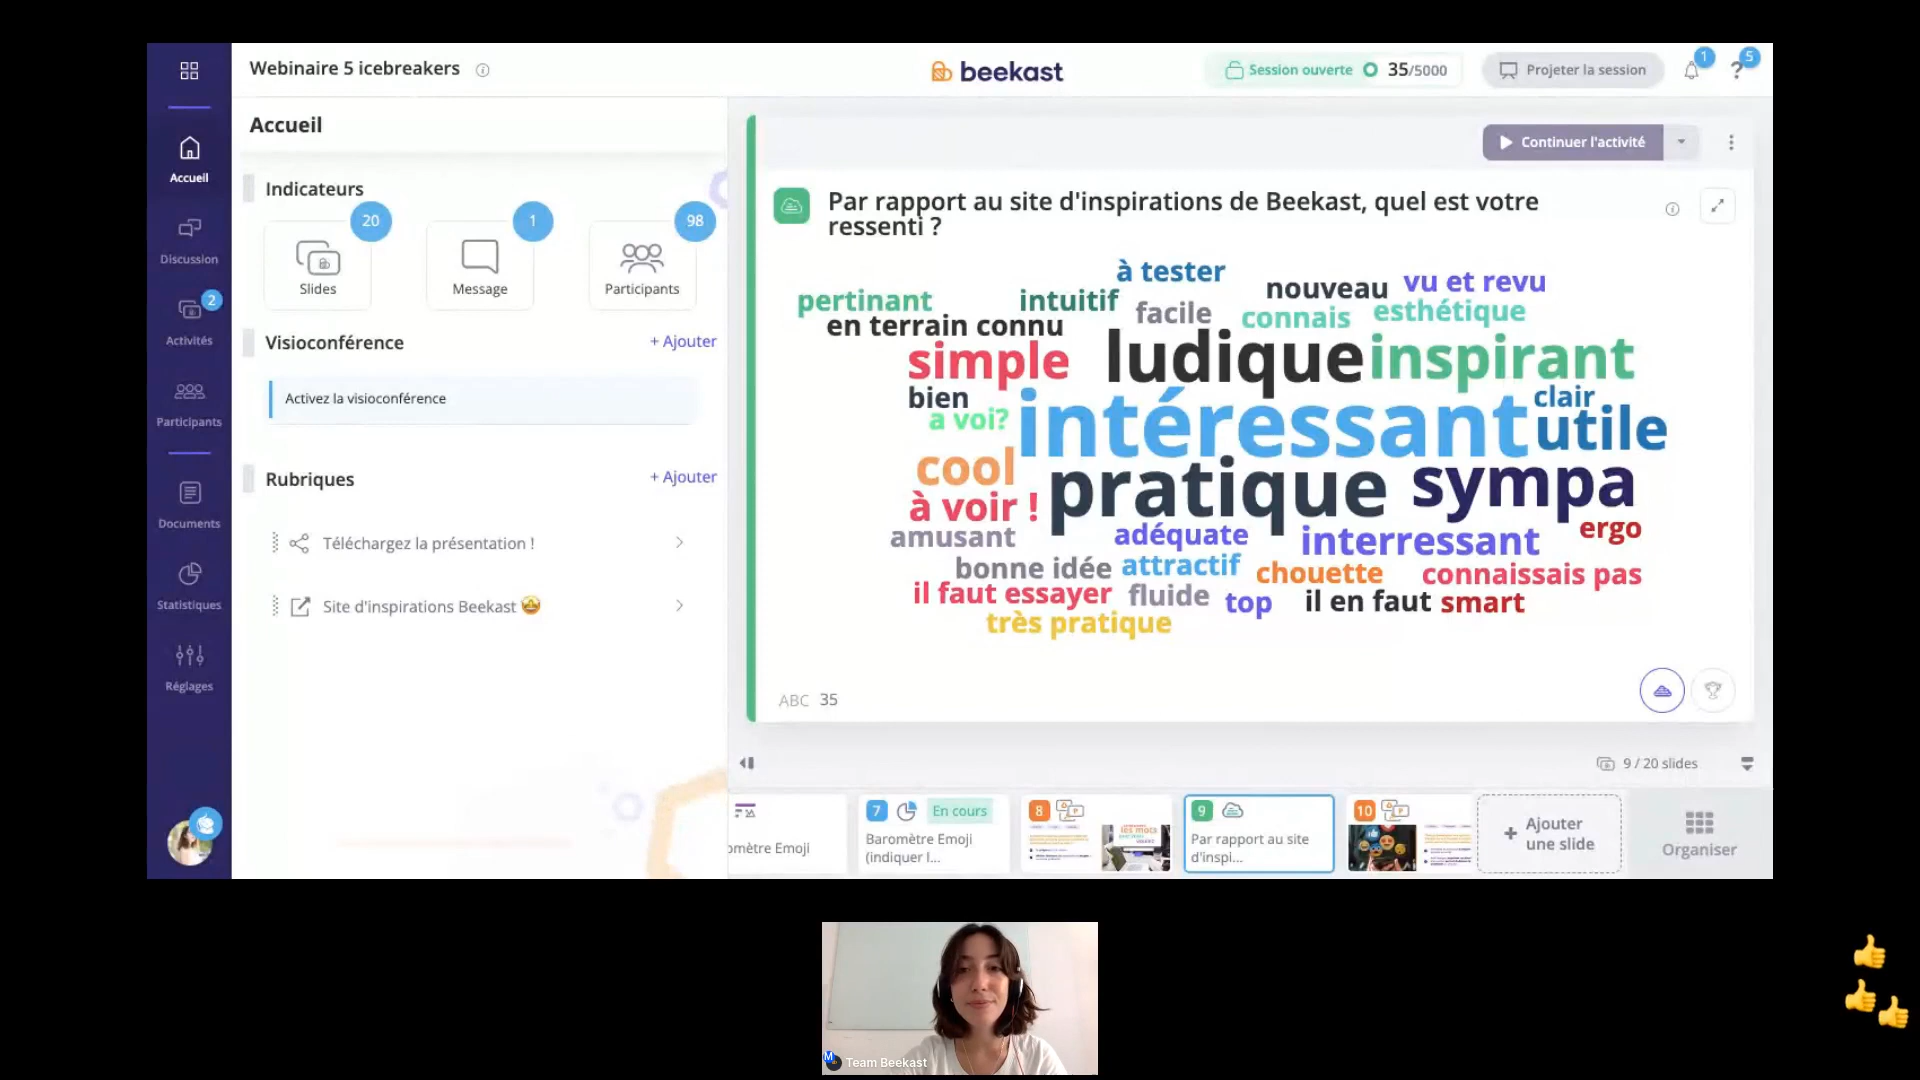 Webinaire 5 icebreakers
beekast
Session ouverte 35/5000
Projeter la session
1
5
Accueil
Discussion
2
Activités
Participants
Documents
Statistiques
Réglages
Accueil
Indicateurs
20
Slides
1
Message
98
Participants
Visioconférence
+ Ajouter
Activez la visioconférence
Rubriques
+ Ajouter
Téléchargez la présentation !
Site d'inspirations Beekast
Continuer l'activité
Par rapport au site d'inspirations de Beekast, quel est votre
ressenti ?
à tester
nouveau
vu et revu
pertinant
intuitif
facile
connais
esthétique
en terrain connu
simple
ludique
inspirant
bien
clair
a voi?
intéressant
utile
cool
pratique
sympa
à voir !
amusant
adéquate
interressant
ergo
bonne idée
attractif
chouette
connaissais pas
il faut essayer
fluide
top
il en faut
smart
très pratique
ABC 35
9 / 20 slides
omètre Emoji
7
En cours
Baromètre Emoji
(indiquer l...
8
9
Par rapport au site
d'inspi...
10
+ Ajouter
une slide
Organiser
M
Team Beekast